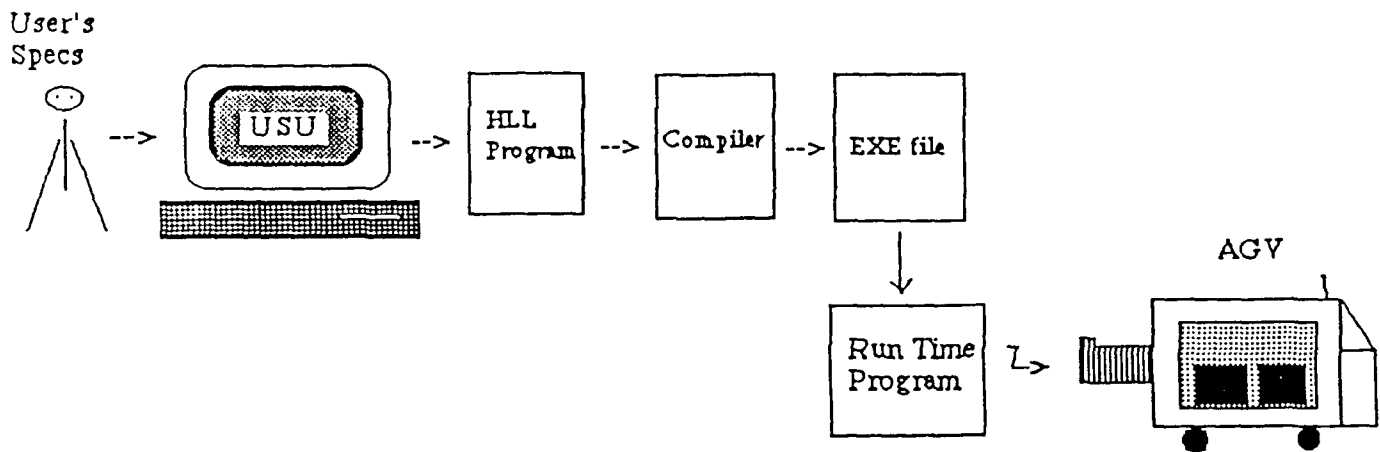 User's
Specs
USU
HLL
Program
Compiler
EXE file
AGV
Run Time
Program